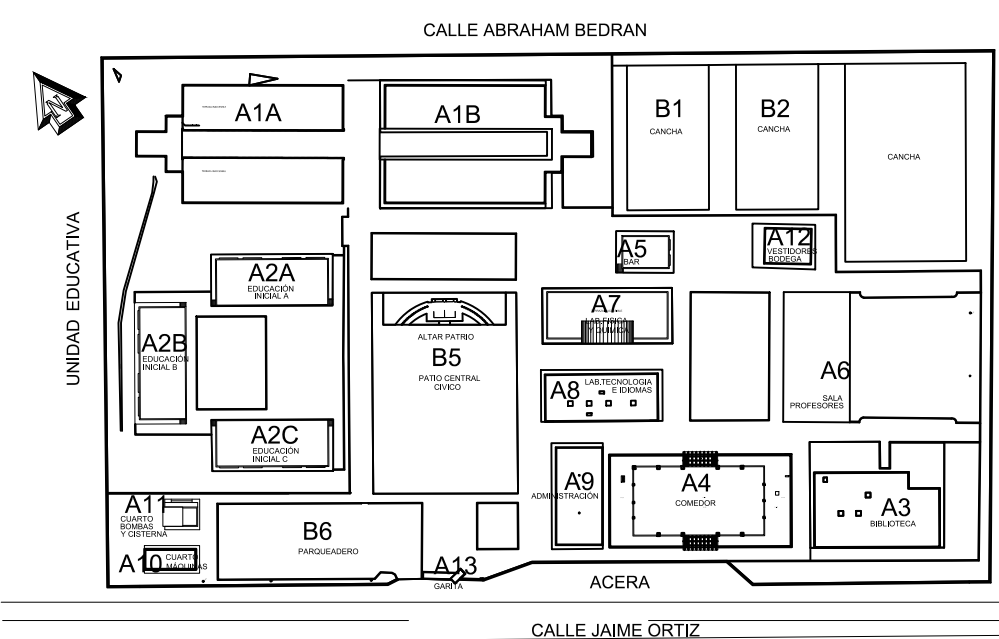 CALLE ABRAHAM BEDRAN
N
A1A
A1B
B1
CANCHA
B2
CANCHA
CANCHA
UNIDAD EDUCATIVA
A2A
EDUCACIÓN
INICIAL A
A5
BAR
A12
VESTIDORES
BODEGA
A7
LAB.FISICA
Y QUIMICA
ALTAR PATRIO
B5
PATIO CENTRAL
CIVICO
A2B
EDUCACIÓN
INICIAL B
A8
LAB.TECNOLOGIA
E IDIOMAS
A6
SALA
PROFESORES
A2C
EDUCACIÓN
INICIAL C
A9
ADMINISTRACIÓN
A4
COMEDOR
A3
BIBLIOTECA
A11
CUARTO
BOMBAS
Y CISTERNA
B6
PARQUEADERO
A10
CUARTO
MÁQUINAS
A13
GARITA
ACERA
CALLE JAIME ORTIZ